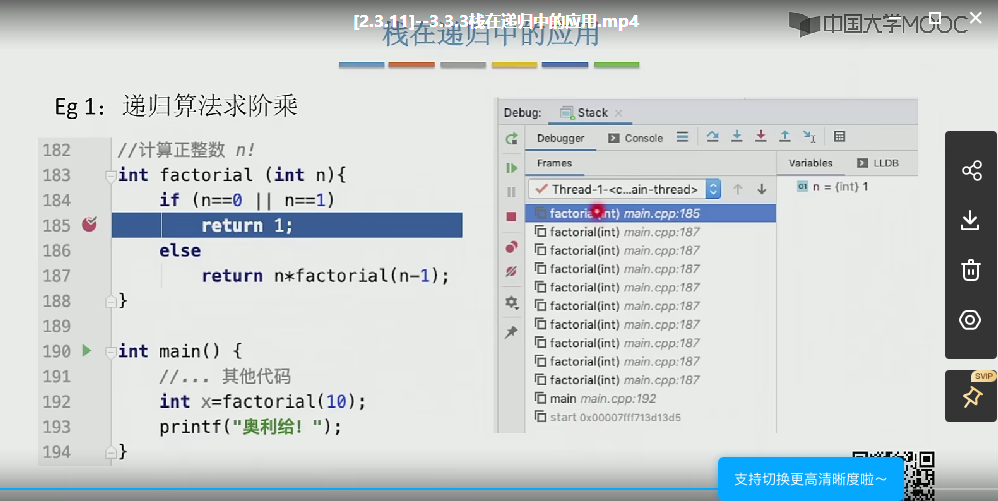 [2.3.11]--3.3.3栈在递归中的应用.mp4
栈在递归中的应用
中国大学MOOC
Eg 1：递归算法求阶乘
182 //计算正整数 n!
183 int factorial (int n){
184 if (n==0 || n==1)
185 return 1;
186 else
187 return n*factorial(n-1);
188 }
189
190 int main() {
191 //... 其他代码
192 int x=factorial(10);
193 printf("奥利给! ");
194 }
Debug: Stack
Debugger Console
Frames
Variables LLDB
Thread-1-<c...ain-thread>
n = {int} 1
factorial(int) main.cpp:185
factorial(int) main.cpp:187
factorial(int) main.cpp:187
factorial(int) main.cpp:187
factorial(int) main.cpp:187
factorial(int) main.cpp:187
factorial(int) main.cpp:187
factorial(int) main.cpp:187
factorial(int) main.cpp:187
factorial(int) main.cpp:187
main main.cpp:192
start 0x00007fff713d13d5
SVIP
支持切换更高清晰度啦～